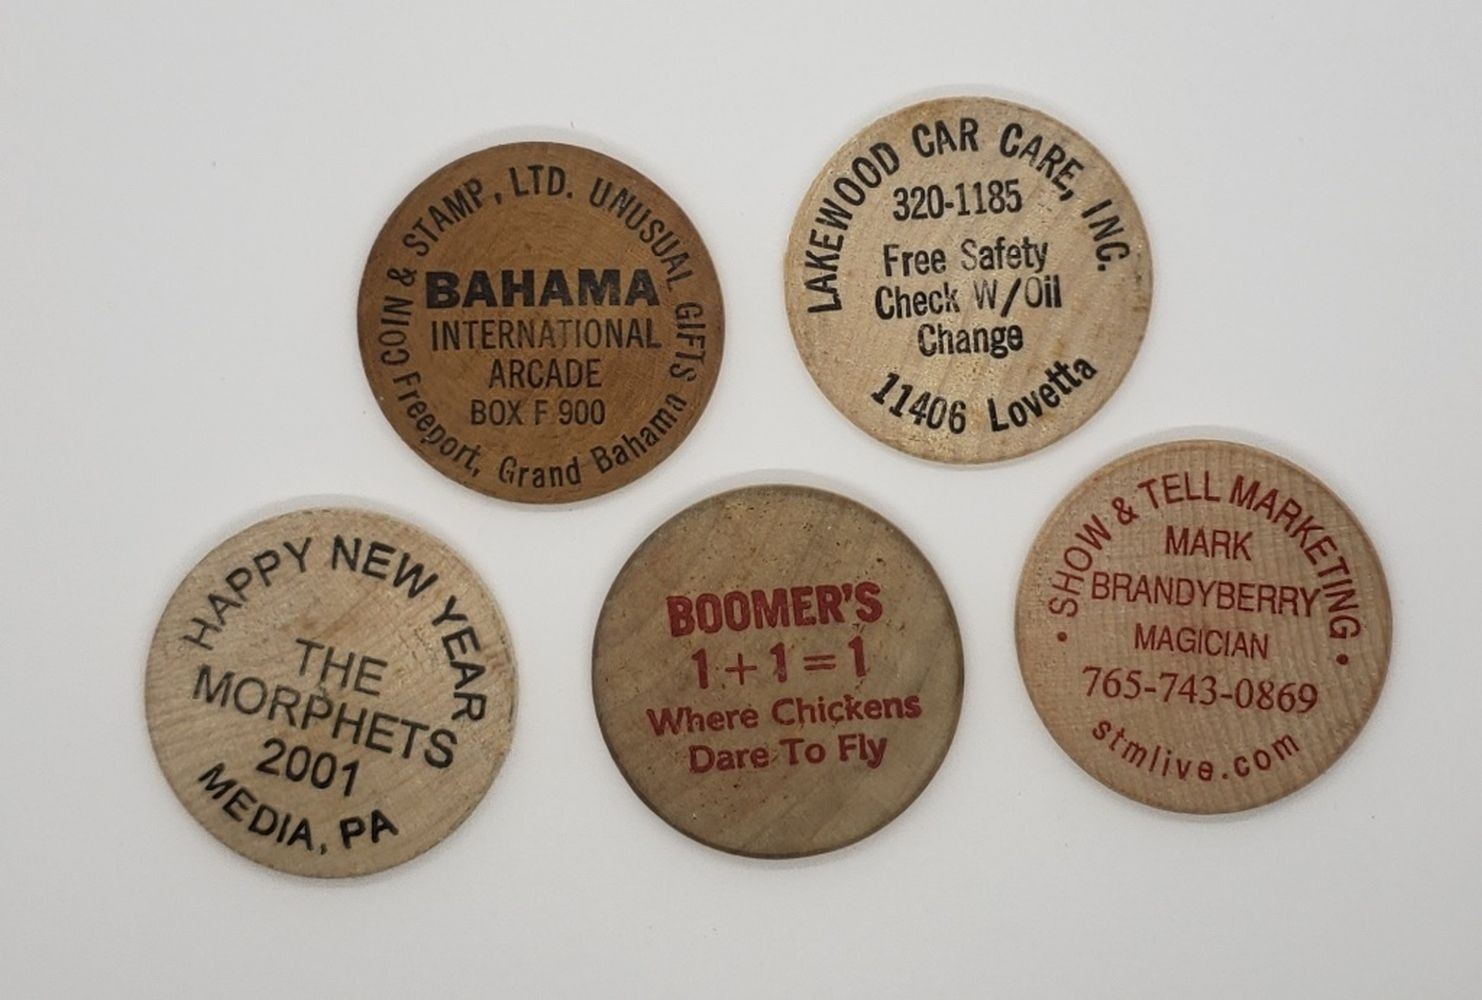 COIN & STAMP, LTD. UNUSUAL GIFTS
BAHAMA
INTERNATIONAL
ARCADE
BOX F 900
Freeport, Grand Bahama
LAKEWOOD CAR CARE, INC.
320-1185
Free Safety
Check W/Oil
Change
11406 Lovetta
HAPPY NEW YEAR
THE
MORPHETS
2001
MEDIA, PA
BOOMER'S
1+1=1
Where Chickens
Dare To Fly
• SHOW & TELL MARKETING •
MARK
BRANDYBERRY
MAGICIAN
765-743-0869
stmlive.com